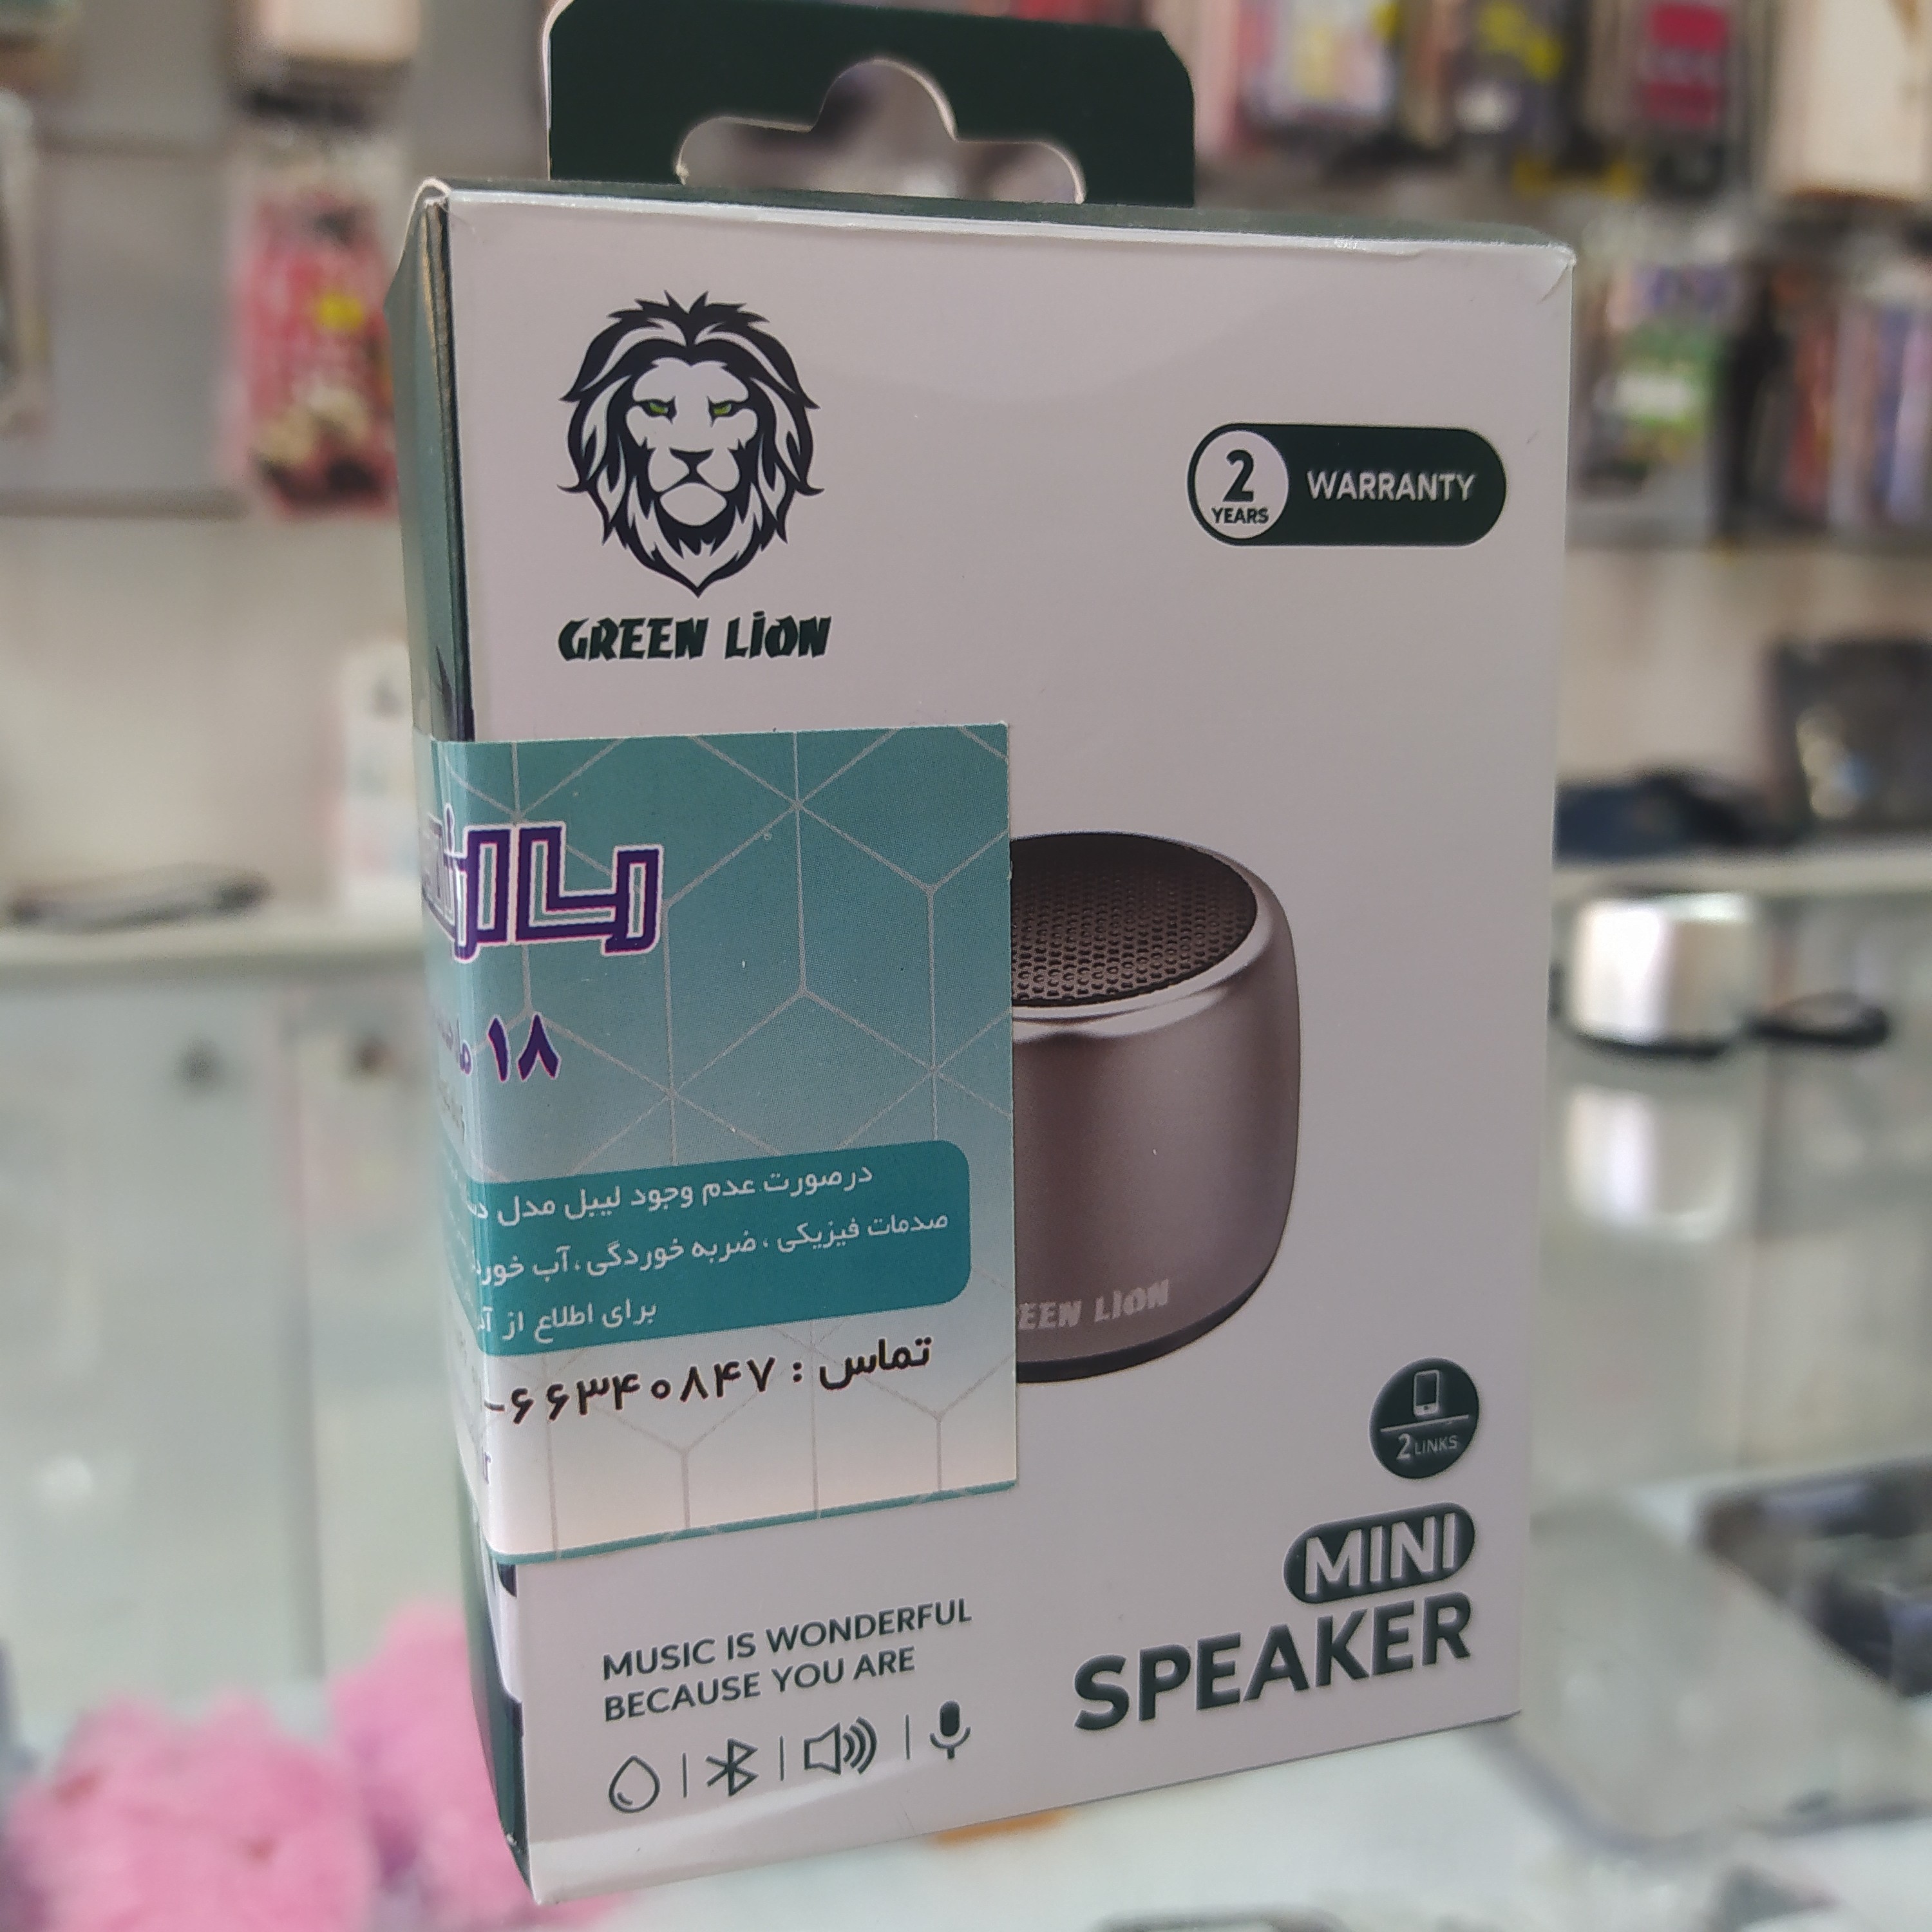 GREEN LION
2
YEARS
WARRANTY
۱۸
درصورت عدم وجود لیبل مدل
صدمات فیزیکی ، ضربه خوردگی ، آب
برای اطلاع از
تماس : ۶۶۳۴۰۸۴۷-
EEN LION
2 LINKS
MINI
SPEAKER
MUSIC IS WONDERFUL
BECAUSE YOU ARE